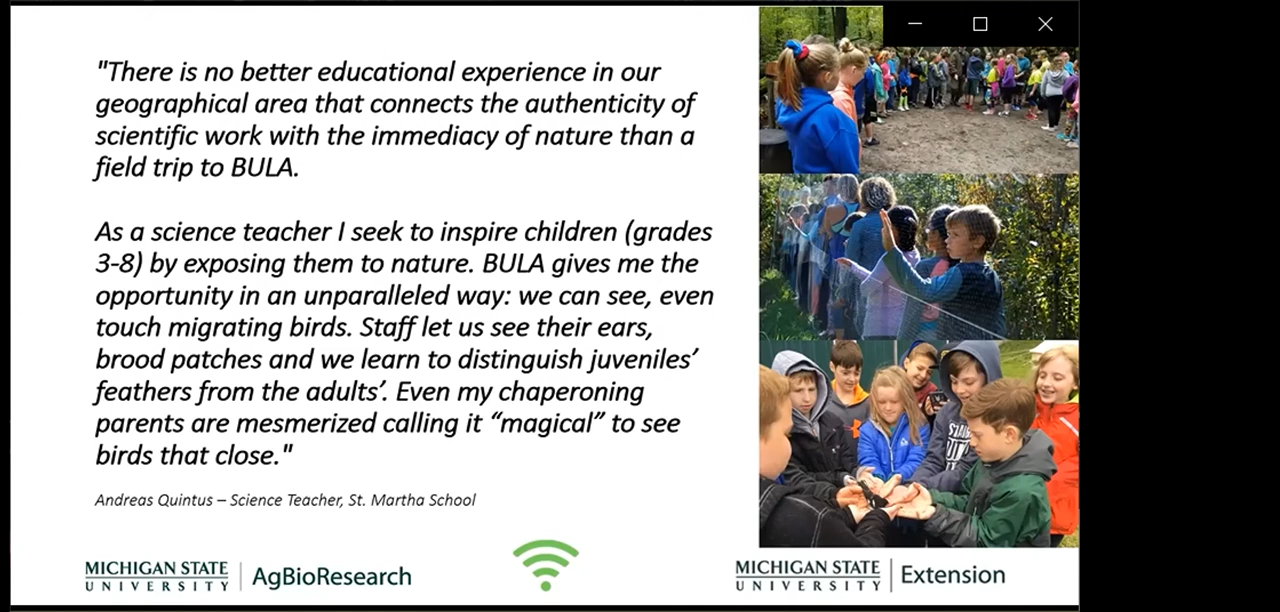 "There is no better educational experience in our
geographical area that connects the authenticity of
scientific work with the immediacy of nature than a
field trip to BULA.
As a science teacher I seek to inspire children (grades
3-8) by exposing them to nature. BULA gives me the
opportunity in an unparalleled way: we can see, even
touch migrating birds. Staff let us see their ears,
brood patches and we learn to distinguish juveniles’
feathers from the adults’. Even my chaperoning
parents are mesmerized calling it “magical” to see
birds that close."
Andreas Quintus – Science Teacher, St. Martha School
MICHIGAN STATE
UNIVERSITY
AgBioResearch
MICHIGAN STATE
UNIVERSITY
Extension